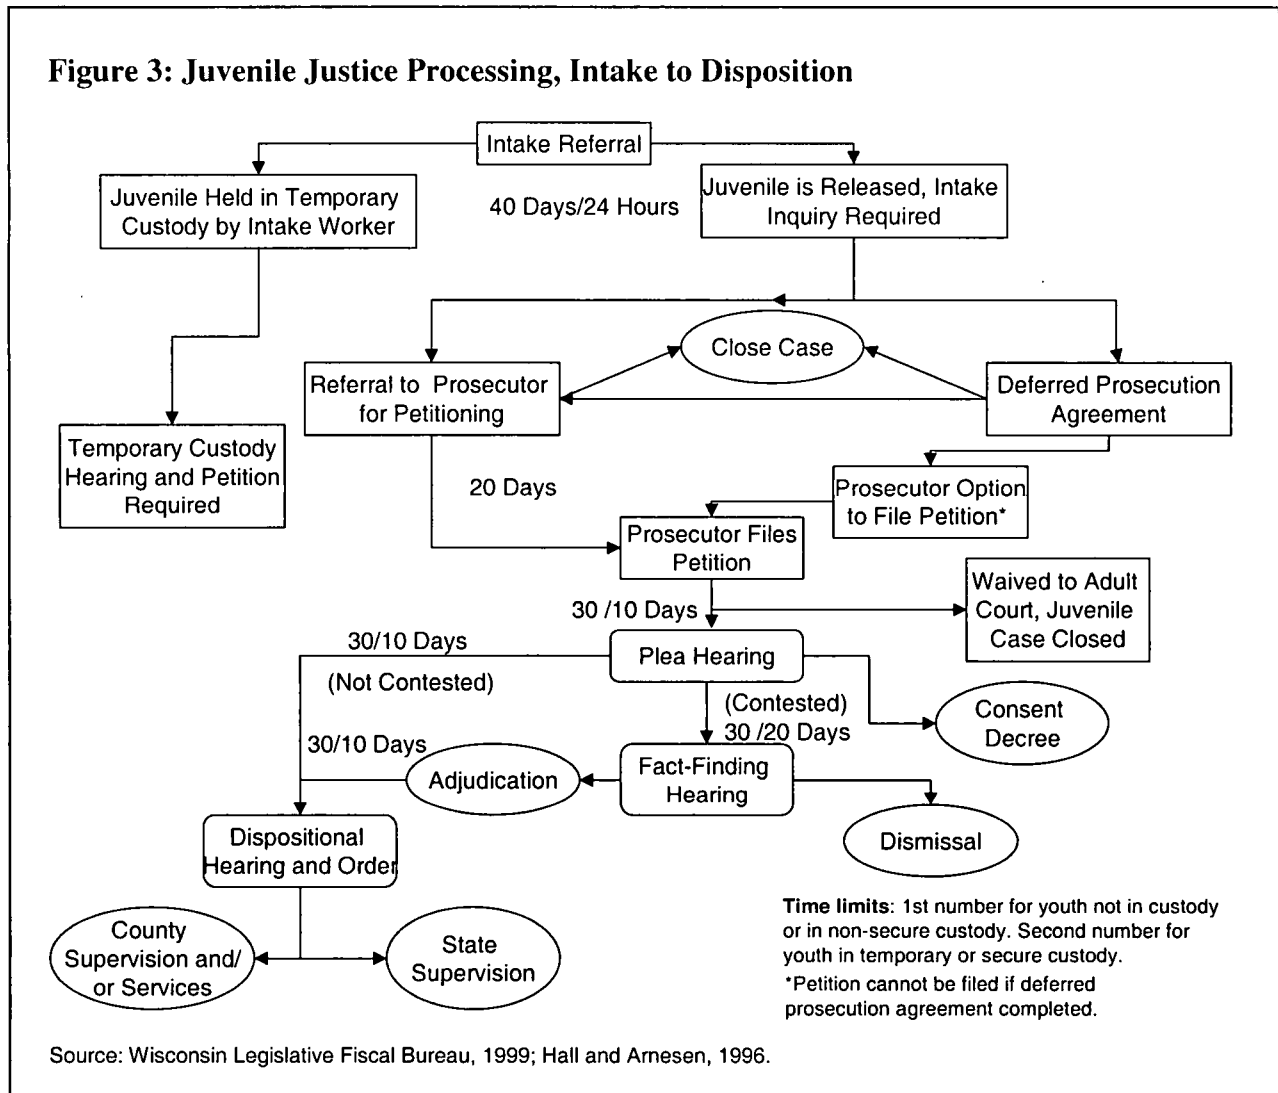 Figure 3: Juvenile Justice Processing, Intake to Disposition
Intake Referral
Juvenile Held in Temporary
Custody by Intake Worker
40 Days/24 Hours
Juvenile is Released, Intake
Inquiry Required
Close Case
Referral to Prosecutor
for Petitioning
Deferred Prosecution
Agreement
Temporary Custody
Hearing and Petition
Required
20 Days
Prosecutor Option
to File Petition*
Prosecutor Files
Petition
Waived to Adult
Court, Juvenile
Case Closed
30 /10 Days
30/10 Days
(Not Contested)
Plea Hearing
(Contested)
30 /20 Days
Consent
Decree
30/10 Days
Adjudication
Fact-Finding
Hearing
Dismissal
Dispositional
Hearing and Order
County
Supervision and/
or Services
State
Supervision
Time limits: 1st number for youth not in custody
or in non-secure custody. Second number for
youth in temporary or secure custody.
*Petition cannot be filed if deferred
prosecution agreement completed.
Source: Wisconsin Legislative Fiscal Bureau, 1999; Hall and Arnesen, 1996.